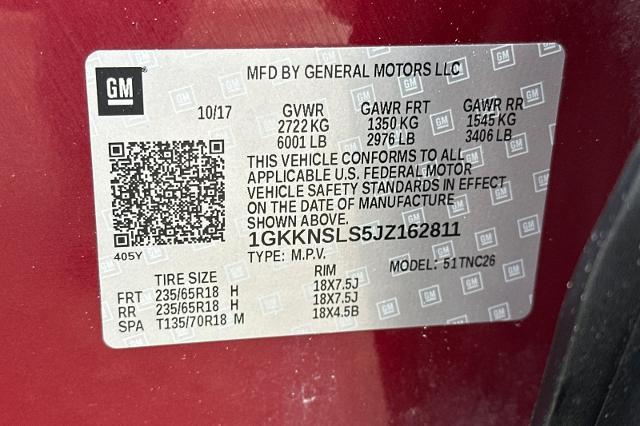 GM
MFD BY GENERAL MOTORS LLC
10/17 GVWR GAWR FRT GAWR RR
2722 KG 1350 KG 1545 KG
6001 LB 2976 LB 3406 LB
THIS VEHICLE CONFORMS TO ALL
APPLICABLE U.S. FEDERAL MOTOR
VEHICLE SAFETY STANDARDS IN EFFECT
ON THE DATE OF MANUFACTURE
SHOWN ABOVE.
1GKKNSLS5JZ162811
405Y TYPE: M.P.V. MODEL: 51TNC26
TIRE SIZE RIM
FRT 235/65R18 H 18X7.5J
RR 235/65R18 H 18X7.5J
SPA T135/70R18 M 18X4.5B